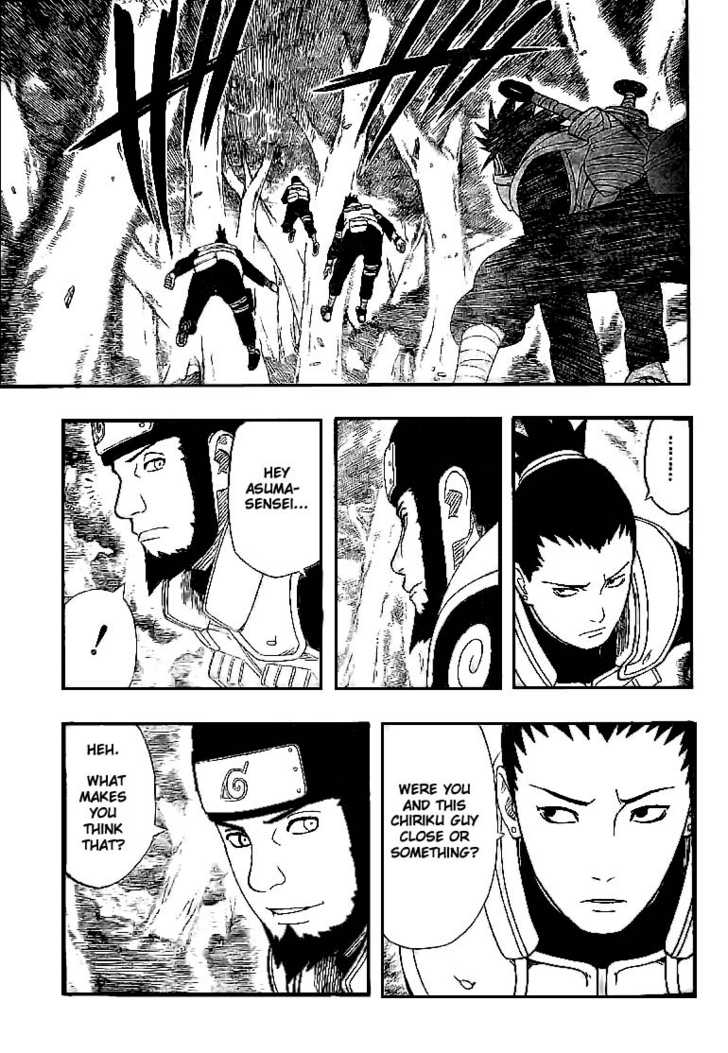 ........
HEY
ASUMA-
SENSEI...
!
WERE YOU
AND THIS
CHIRIKU GUY
CLOSE OR
SOMETHING?
HEH.
WHAT
MAKES
YOU
THINK
THAT?